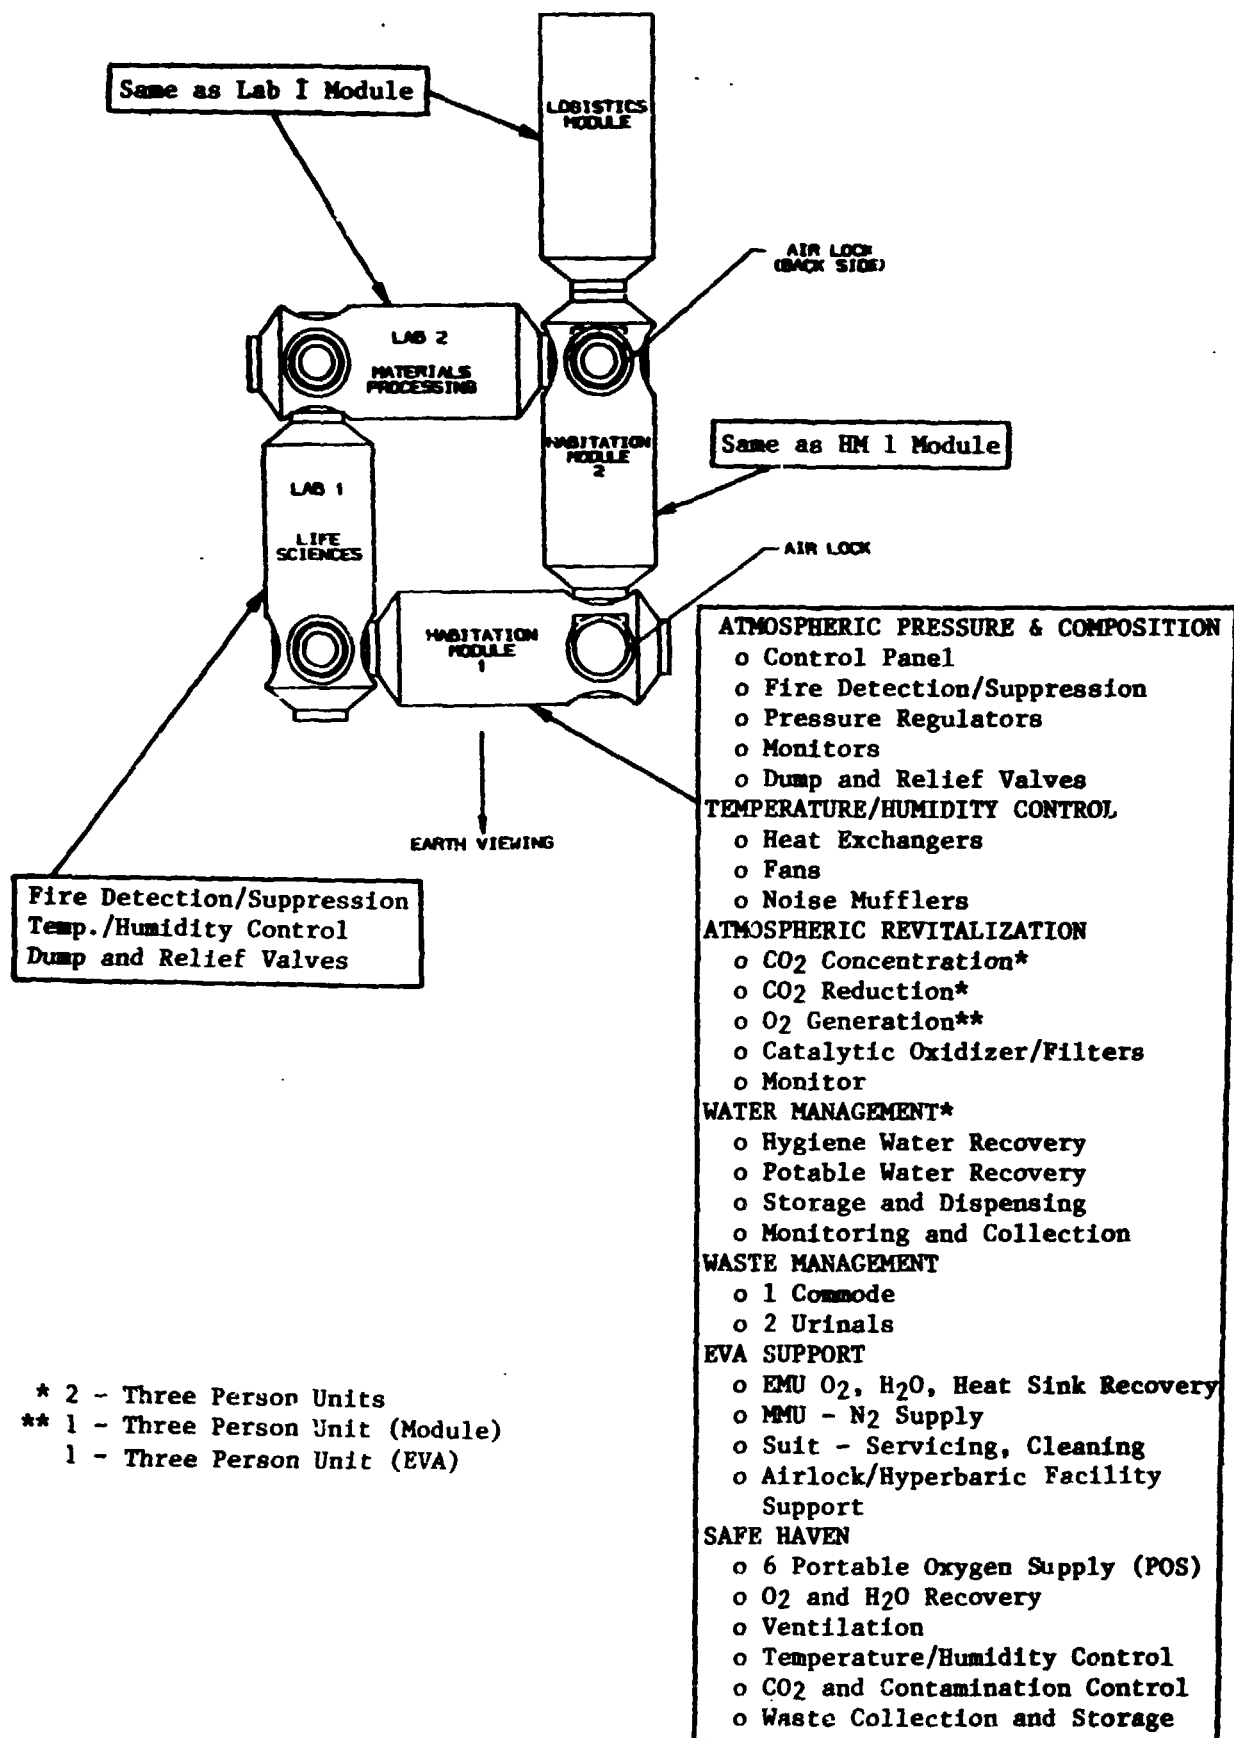 Same as Lab I Module
LOGISTICS
MODULE
AIR LOCK
(BACK SIDE)
LAB 2
MATERIALS
PROCESSING
HABITATION
MODULE
2
Same as HM 1 Module
LAB 1
LIFE
SCIENCES
AIR LOCK
HABITATION
MODULE
1
EARTH VIEWING
Fire Detection/Suppression
Temp./Humidity Control
Dump and Relief Valves
ATMOSPHERIC PRESSURE & COMPOSITION
o Control Panel
o Fire Detection/Suppression
o Pressure Regulators
o Monitors
o Dump and Relief Valves
TEMPERATURE/HUMIDITY CONTROL
o Heat Exchangers
o Fans
o Noise Mufflers
ATMOSPHERIC REVITALIZATION
o CO2 Concentration*
o CO2 Reduction*
o O2 Generation**
o Catalytic Oxidizer/Filters
o Monitor
WATER MANAGEMENT*
o Hygiene Water Recovery
o Potable Water Recovery
o Storage and Dispensing
o Monitoring and Collection
WASTE MANAGEMENT
o 1 Commode
o 2 Urinals
EVA SUPPORT
o EMU O2, H2O, Heat Sink Recovery
o MMU - N2 Supply
o Suit - Servicing, Cleaning
o Airlock/Hyperbaric Facility
Support
SAFE HAVEN
o 6 Portable Oxygen Supply (POS)
o O2 and H2O Recovery
o Ventilation
o Temperature/Humidity Control
o CO2 and Contamination Control
o Waste Collection and Storage
* 2 - Three Person Units
** 1 - Three Person Unit (Module)
1 - Three Person Unit (EVA)